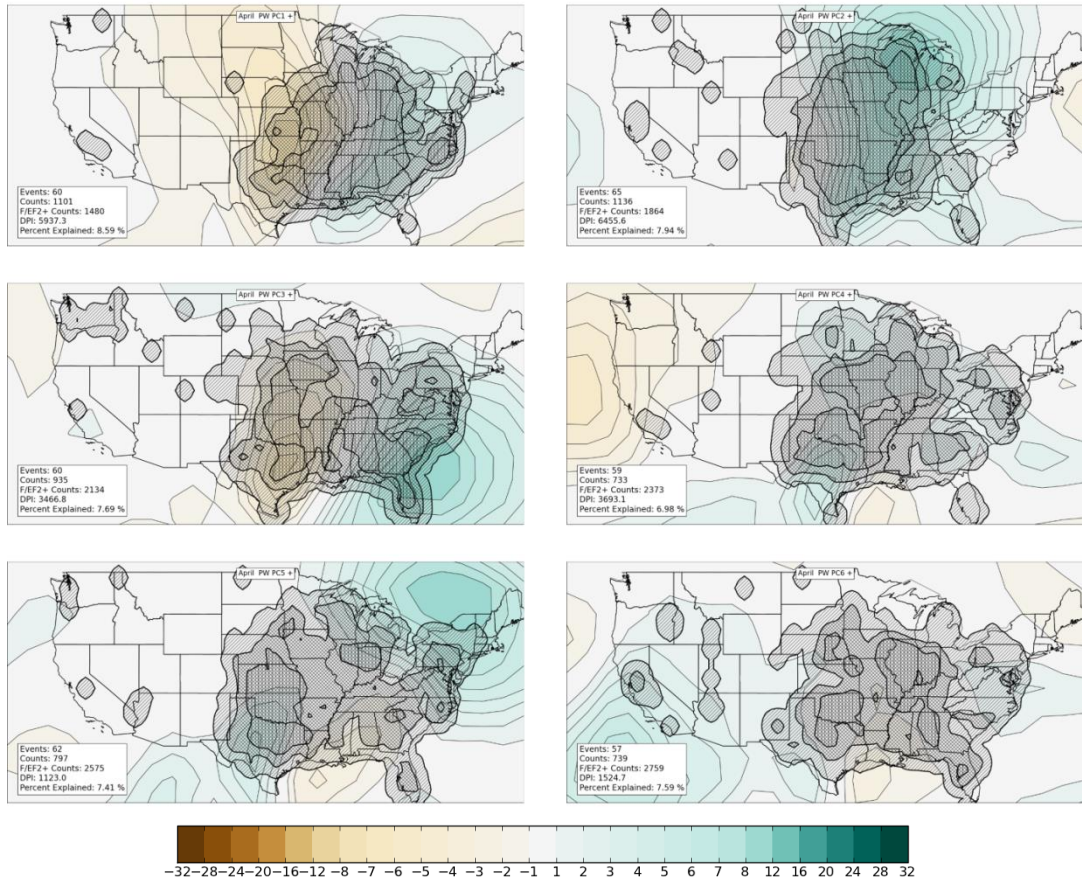 April PW PC1 +
Events: 60
Counts: 1101
F/EF2+ Counts: 1480
DPI: 5937.3
Percent Explained: 8.59 %
April PW PC2 +
Events: 65
Counts: 1136
F/EF2+ Counts: 1864
DPI: 6455.6
Percent Explained: 7.94 %
April PW PC3 +
Events: 60
Counts: 935
F/EF2+ Counts: 2134
DPI: 3466.8
Percent Explained: 7.69 %
April PW PC4 +
Events: 59
Counts: 733
F/EF2+ Counts: 2373
DPI: 3693.1
Percent Explained: 6.98 %
April PW PC5 +
Events: 62
Counts: 797
F/EF2+ Counts: 2575
DPI: 1123.0
Percent Explained: 7.41 %
April PW PC6 +
Events: 57
Counts: 739
F/EF2+ Counts: 2759
DPI: 1524.7
Percent Explained: 7.59 %
−32−28−24−20−16−12 −8 −7 −5 −4 −2 −1 1 2 4 5 7 8 12 16 20 24 28 32